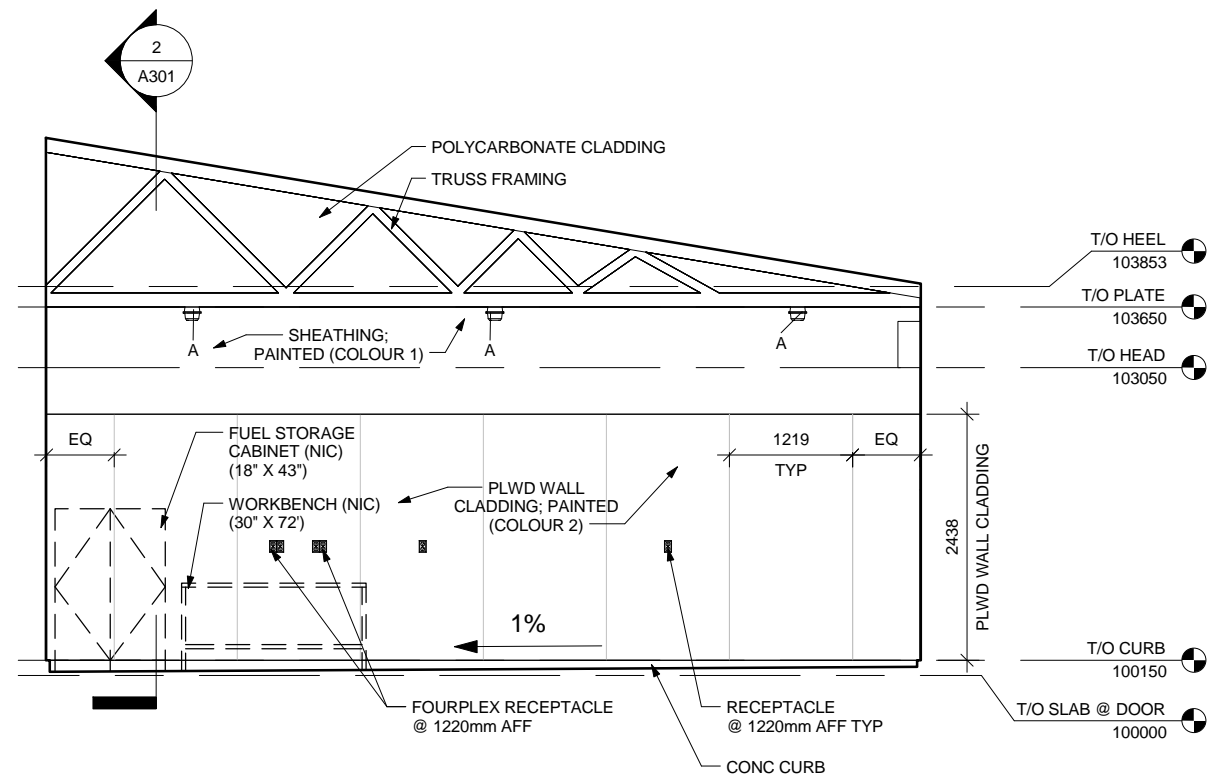 2
A301
POLYCARBONATE CLADDING
TRUSS FRAMING
T/O HEEL
103853
T/O PLATE
103650
SHEATHING;
PAINTED (COLOUR 1)
A
A
A
T/O HEAD
103050
EQ
FUEL STORAGE
CABINET (NIC)
(18" X 43")
WORKBENCH (NIC)
(30" X 72')
PLWD WALL
CLADDING; PAINTED
(COLOUR 2)
1219
TYP
EQ
2438
PLWD WALL CLADDING
1%
T/O CURB
100150
T/O SLAB @ DOOR
100000
FOURPLEX RECEPTACLE
@ 1220mm AFF
RECEPTACLE
@ 1220mm AFF TYP
CONC CURB